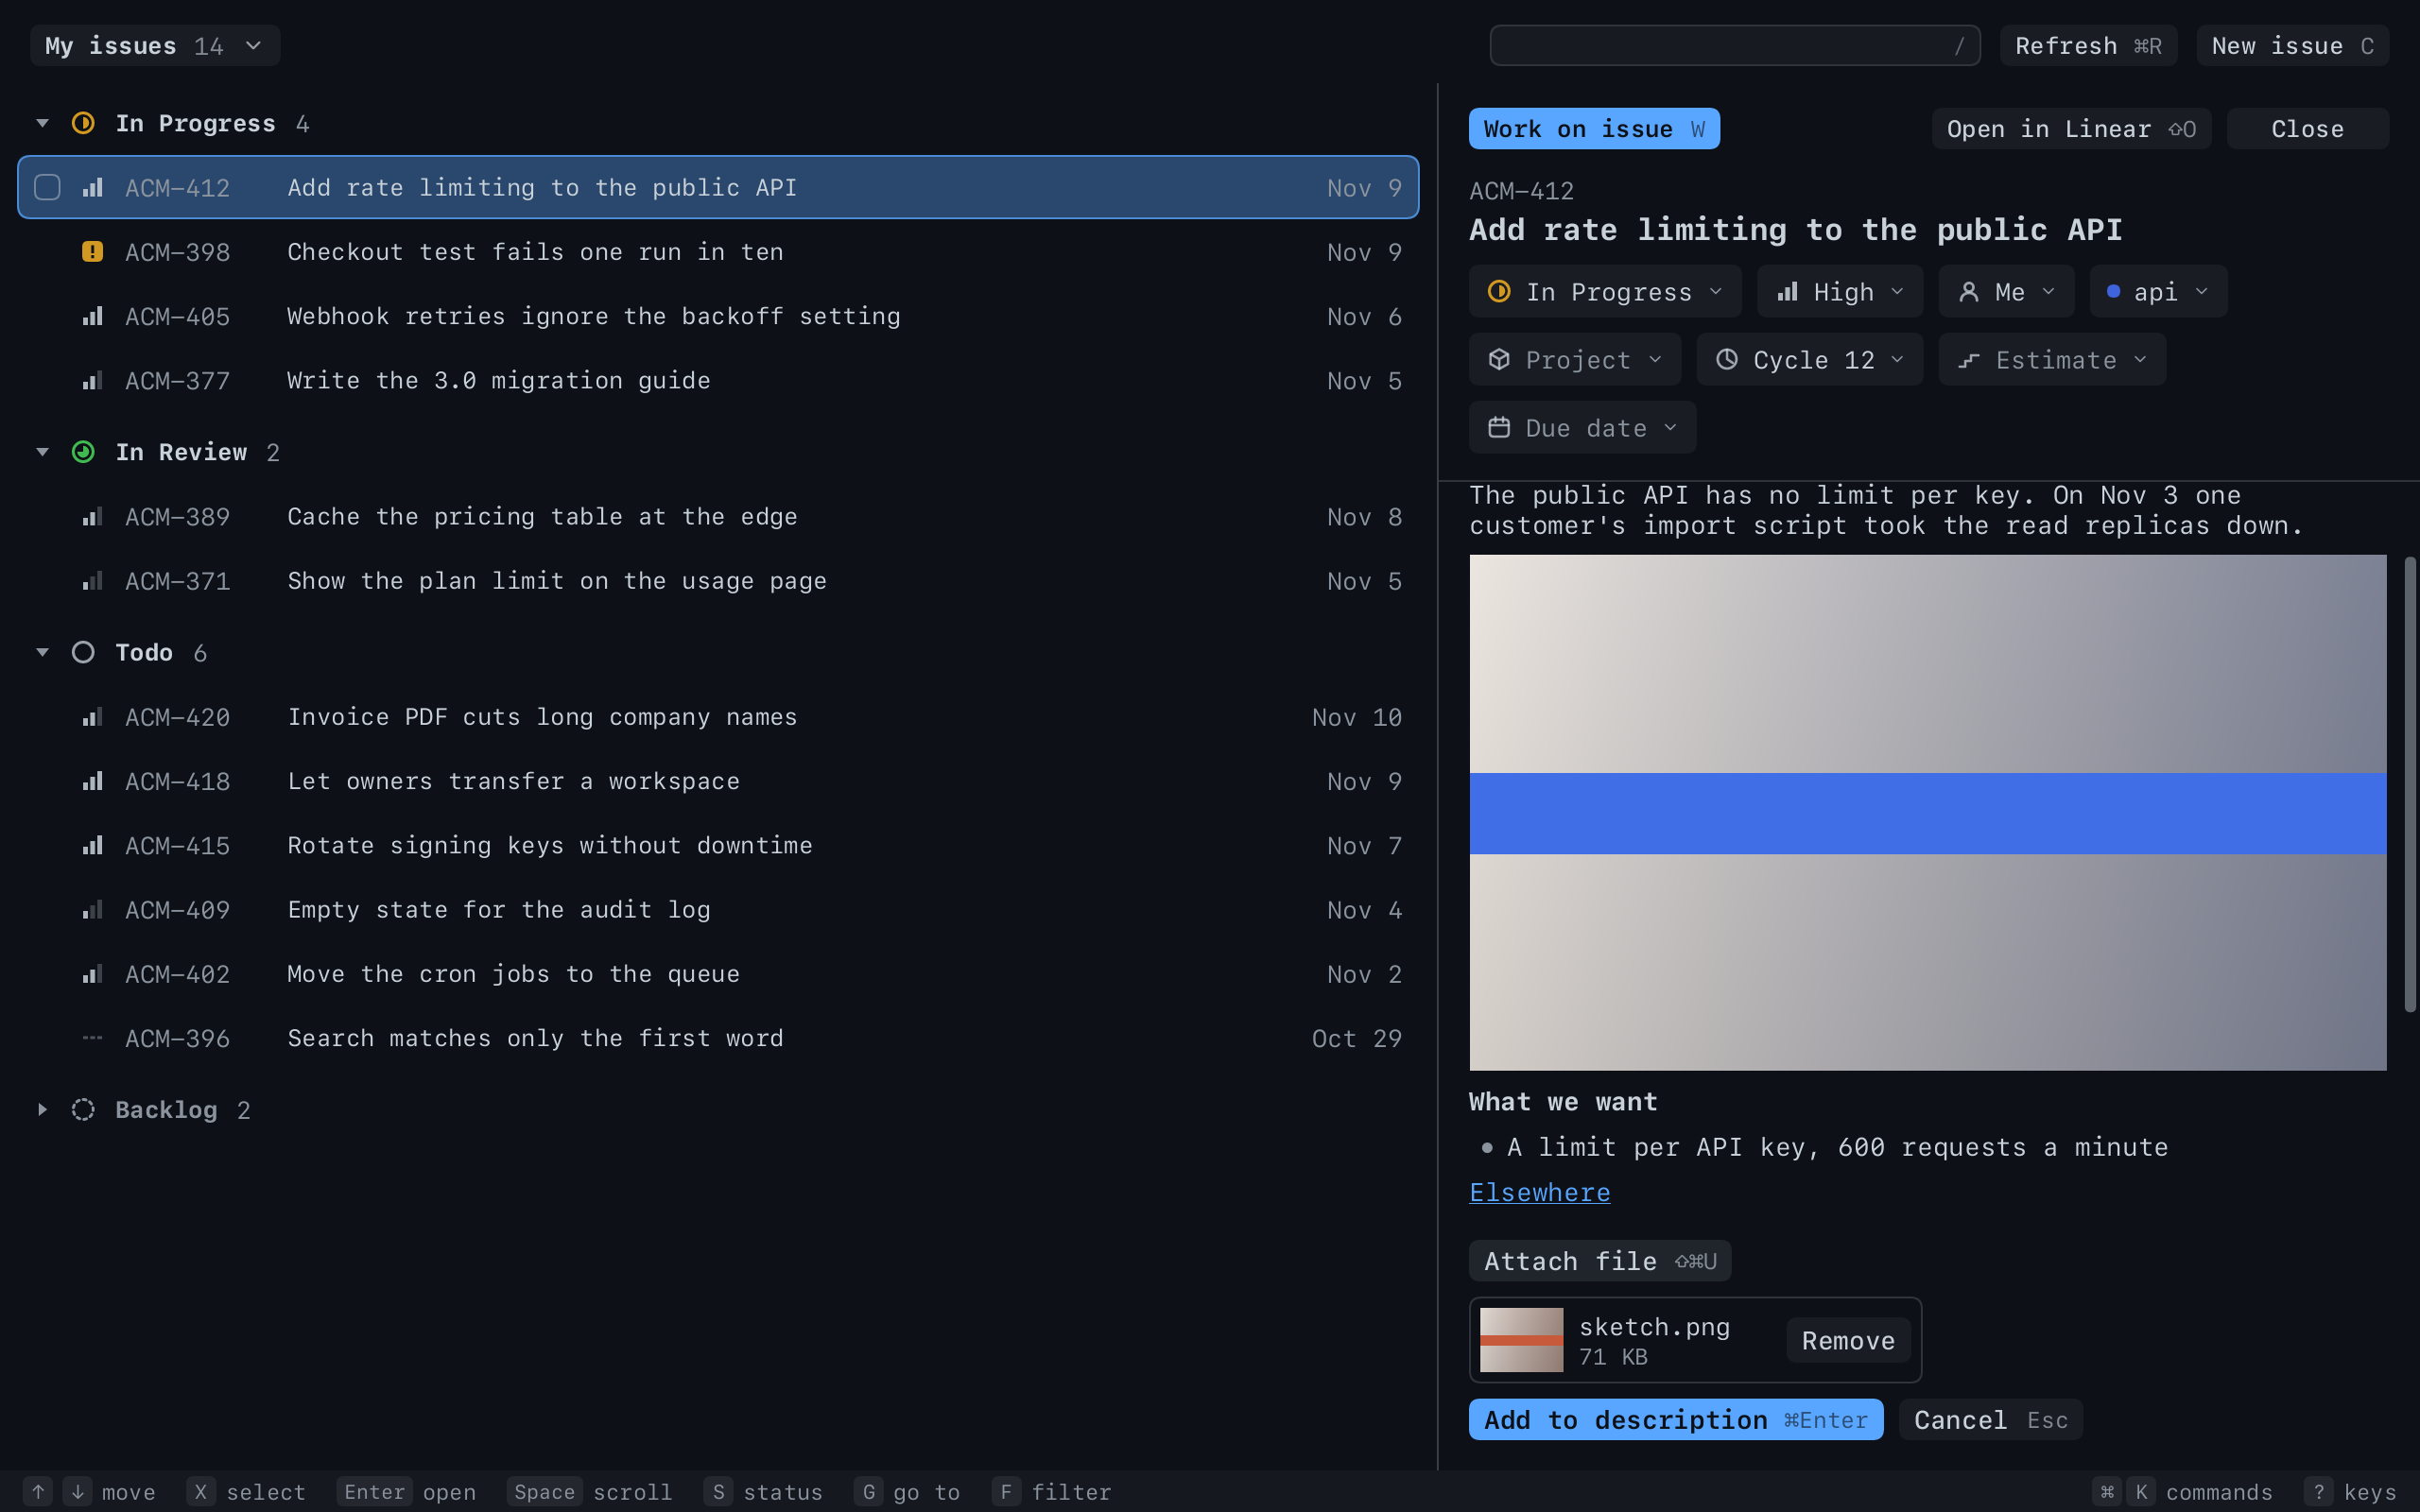 My issues 14
/
Refresh ⌘R
New issue C
In Progress 4
ACM-412 Add rate limiting to the public API Nov 9
ACM-398 Checkout test fails one run in ten Nov 9
ACM-405 Webhook retries ignore the backoff setting Nov 6
ACM-377 Write the 3.0 migration guide Nov 5
In Review 2
ACM-389 Cache the pricing table at the edge Nov 8
ACM-371 Show the plan limit on the usage page Nov 5
Todo 6
ACM-420 Invoice PDF cuts long company names Nov 10
ACM-418 Let owners transfer a workspace Nov 9
ACM-415 Rotate signing keys without downtime Nov 7
ACM-409 Empty state for the audit log Nov 4
ACM-402 Move the cron jobs to the queue Nov 2
ACM-396 Search matches only the first word Oct 29
Backlog 2
Work on issue W
Open in Linear ⇧O
Close
ACM-412
Add rate limiting to the public API
In Progress High Me api
Project Cycle 12 Estimate
Due date
The public API has no limit per key. On Nov 3 one
customer's import script took the read replicas down.
What we want
• A limit per API key, 600 requests a minute
Elsewhere
Attach file ⇧⌘U
sketch.png
71 KB
Remove
Add to description ⌘Enter
Cancel Esc
↑ ↓ move X select Enter open Space scroll S status G go to F filter
⌘ K commands ? keys